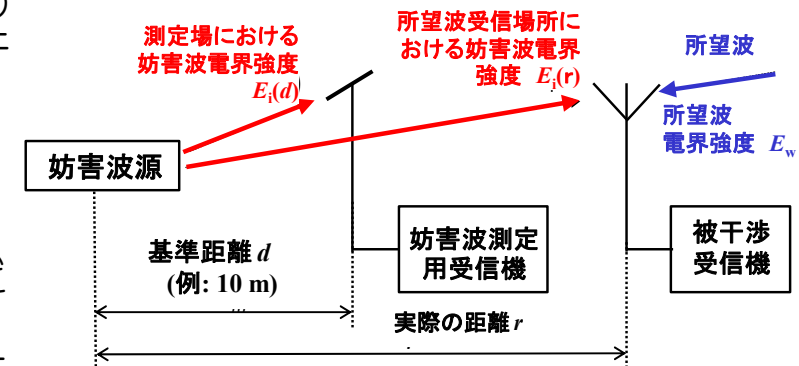 測定場における
妨害波電界強度
Ei(d)
所望波受信場所に
おける妨害波電界
強度 Ei(r)
所望波
所望波
電界強度 Ew
妨害波源
妨害波測定
用受信機
被干渉
受信機
基準距離 d
(例: 10 m)
...
実際の距離 r